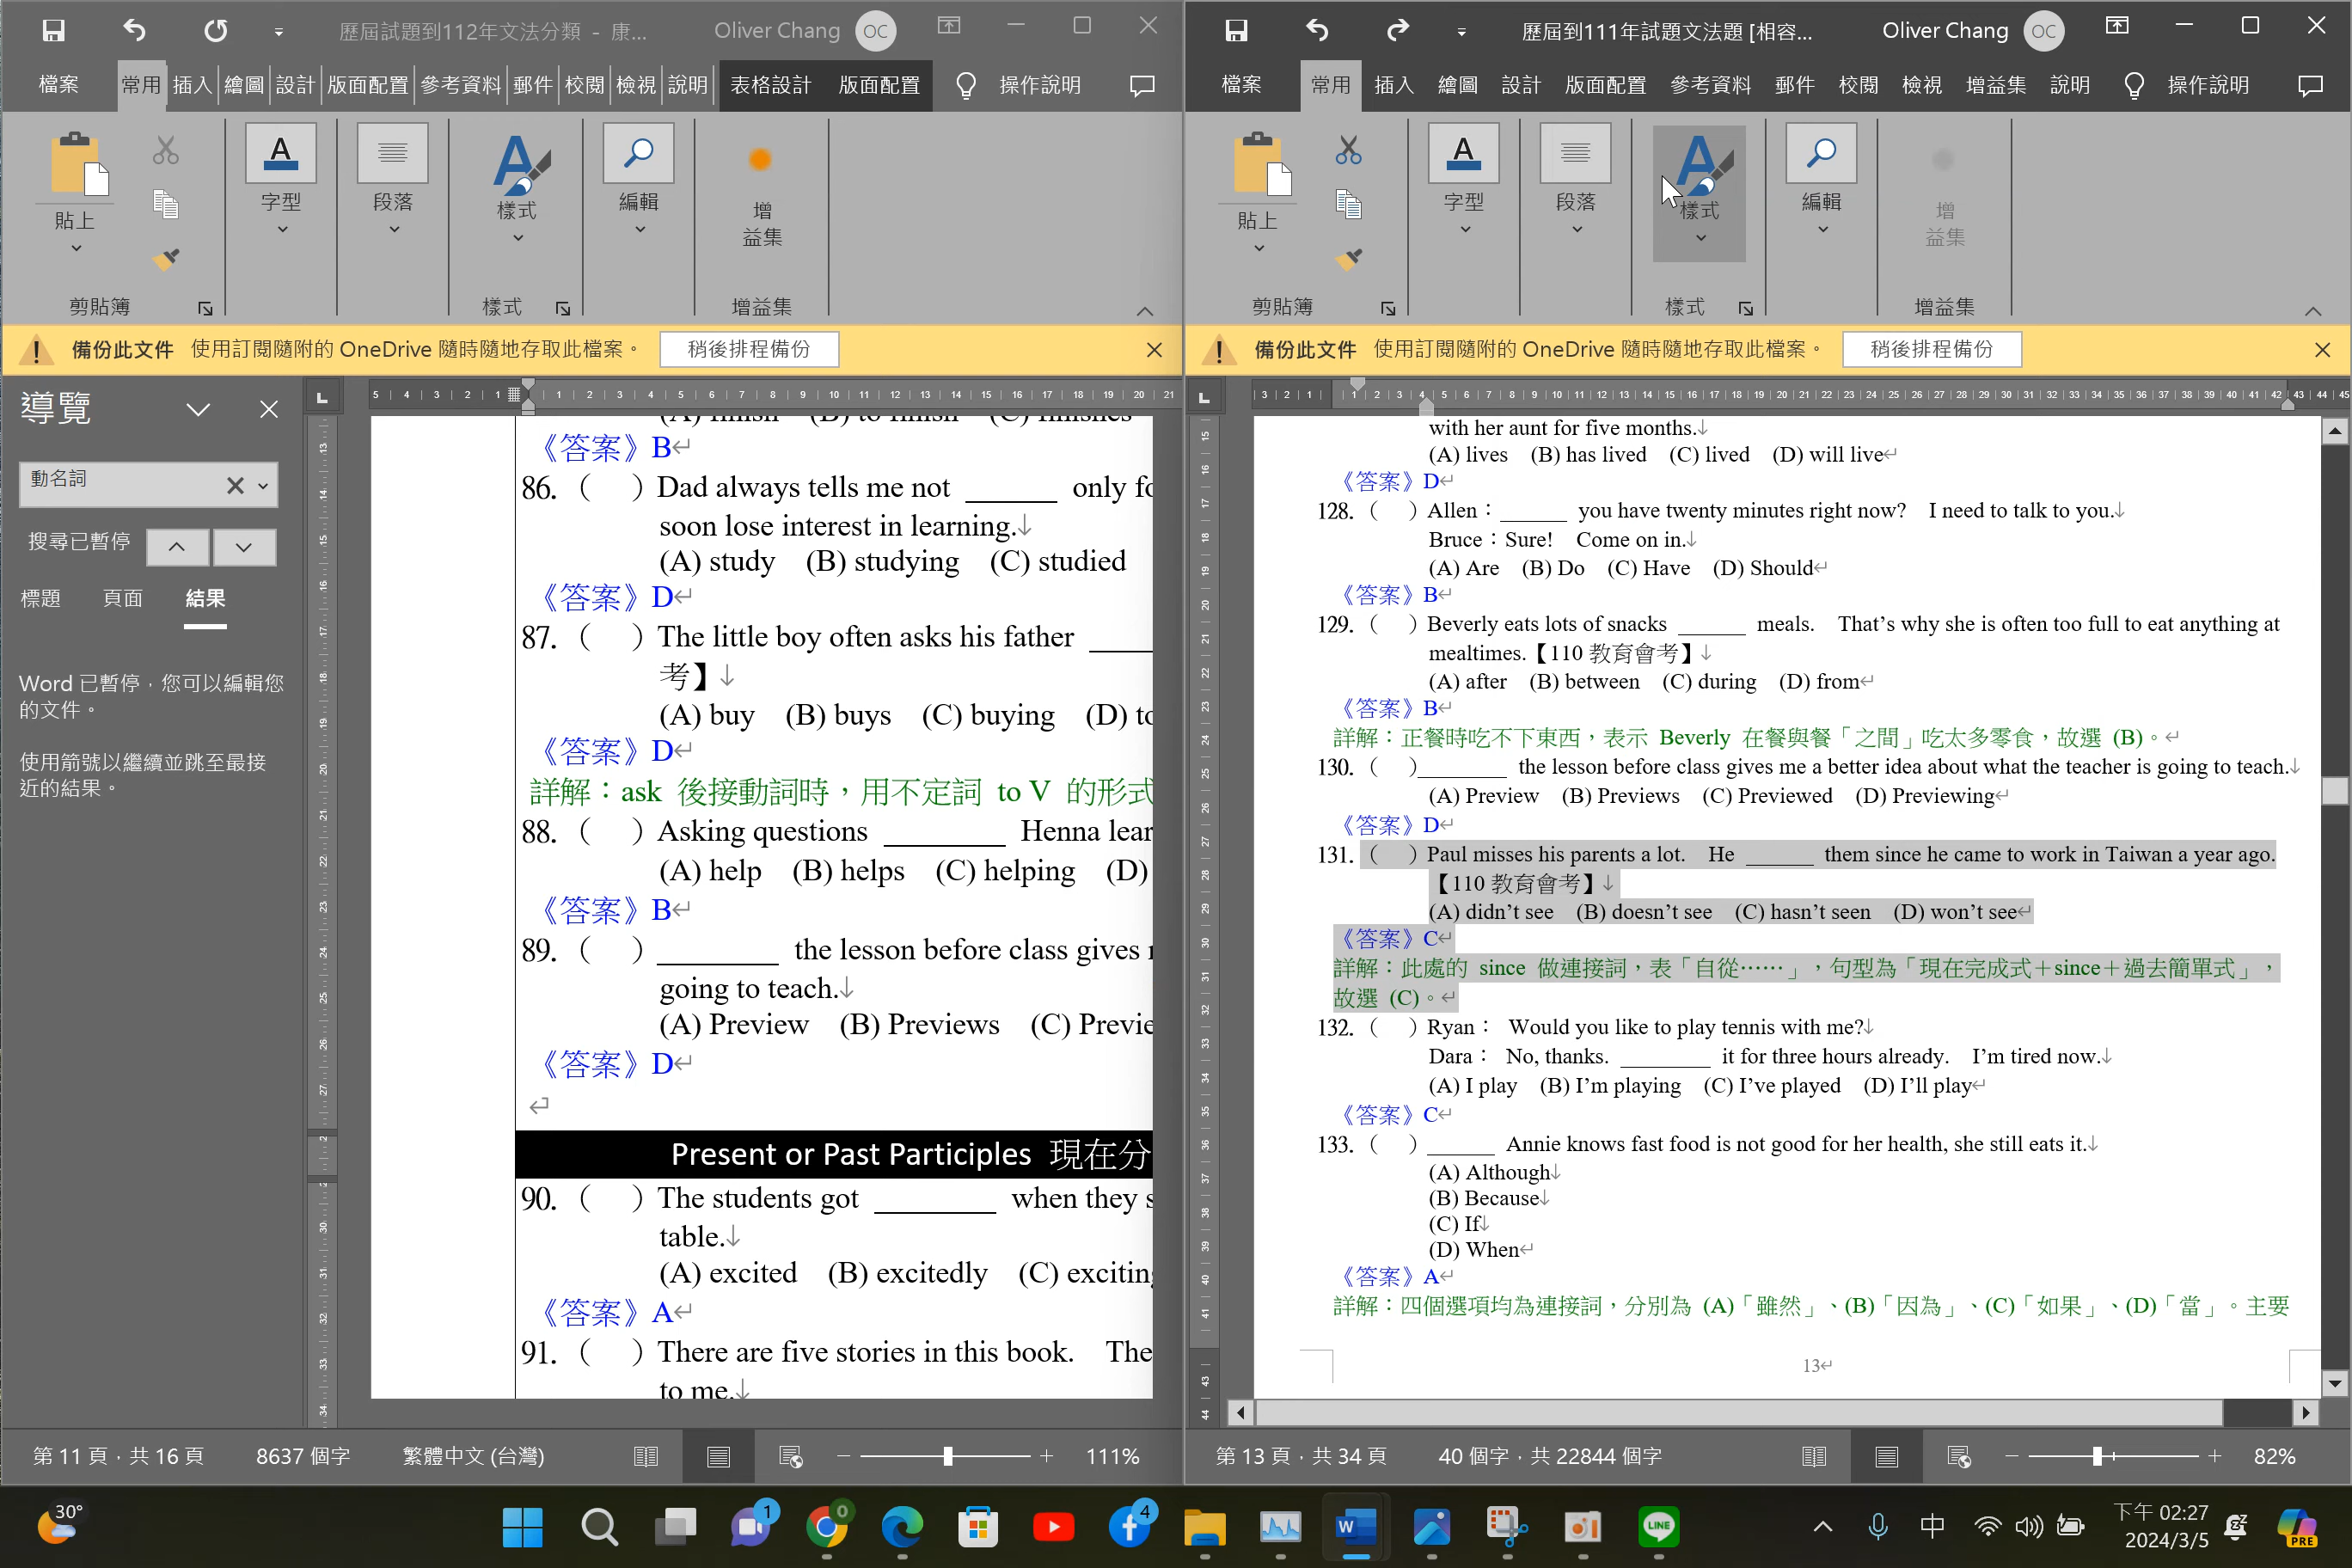 歷屆試題到112年文法分類 - 康...
Oliver Chang
OC
檔案
常用
插入
繪圖
設計
版面配置
參考資料
郵件
校閱
檢視
說明
表格設計
版面配置
操作說明
貼上
字型
段落
樣式
編輯
增
益集
剪貼簿
樣式
增益集
備份此文件 使用訂閱隨附的 OneDrive 隨時隨地存取此檔案。
稍後排程備份
導覽
動名詞
搜尋已暫停
標題
頁面
結果
Word 已暫停，您可以編輯您
的文件。
使用箭號以繼續並跳至最接
近的結果。
《答案》B
86. （ ）Dad always tells me not ______ only
soon lose interest in learning.
(A) study (B) studying (C) studied
《答案》D
87. （ ）The little boy often asks his father
考】
(A) buy (B) buys (C) buying (D)
《答案》D
詳解：ask 後接動詞時，用不定詞 to V 的形式
88. （ ）Asking questions ________ Henna
(A) help (B) helps (C) helping (D)
《答案》B
89. （ ）________ the lesson before class gives
going to teach.
(A) Preview (B) Previews (C)
《答案》D
Present or Past Participles 現在分
90. （ ）The students got ________ when they
table.
(A) excited (B) excitedly (C)
《答案》A
91. （ ）There are five stories in this book.
to me.
第 11 頁，共 16 頁
8637 個字
繁體中文 (台灣)
111%
歷屆到111年試題文法題 [相容...
Oliver Chang
OC
檔案
常用
插入
繪圖
設計
版面配置
參考資料
郵件
校閱
檢視
增益集
說明
操作說明
貼上
字型
段落
樣式
編輯
增
益集
剪貼簿
樣式
增益集
備份此文件 使用訂閱隨附的 OneDrive 隨時隨地存取此檔案。
稍後排程備份
with her aunt for five months.
(A) lives (B) has lived (C) lived (D) will live
《答案》D
128. （ ）Allen：______ you have twenty minutes right now? I need to talk to you.
Bruce：Sure! Come on in.
(A) Are (B) Do (C) Have (D) Should
《答案》B
129. （ ）Beverly eats lots of snacks ______ meals. That’s why she is often too full to eat anything at
mealtimes.【110 教育會考】
(A) after (B) between (C) during (D) from
《答案》B
詳解：正餐時吃不下東西，表示 Beverly 在餐與餐「之間」吃太多零食，故選 (B)。
130. （ ）________ the lesson before class gives me a better idea about what the teacher is going to teach.
(A) Preview (B) Previews (C) Previewed (D) Previewing
《答案》D
131. （ ）Paul misses his parents a lot. He ______ them since he came to work in Taiwan a year ago.
【110 教育會考】
(A) didn’t see (B) doesn’t see (C) hasn’t seen (D) won’t see
《答案》C
詳解：此處的 since 做連接詞，表「自從……」，句型為「現在完成式＋since＋過去簡單式」，
故選 (C)。
132. （ ）Ryan： Would you like to play tennis with me?
Dara： No, thanks. ________ it for three hours already. I’m tired now.
(A) I play (B) I’m playing (C) I’ve played (D) I’ll play
《答案》C
133. （ ）______ Annie knows fast food is not good for her health, she still eats it.
(A) Although
(B) Because
(C) If
(D) When
《答案》A
詳解：四個選項均為連接詞，分別為 (A)「雖然」、(B)「因為」、(C)「如果」、(D)「當」。主要
13
第 13 頁，共 34 頁
40 個字，共 22844 個字
82%
30°
1
0
4
W
LINE
中
下午 02:27
2024/3/5
PRE